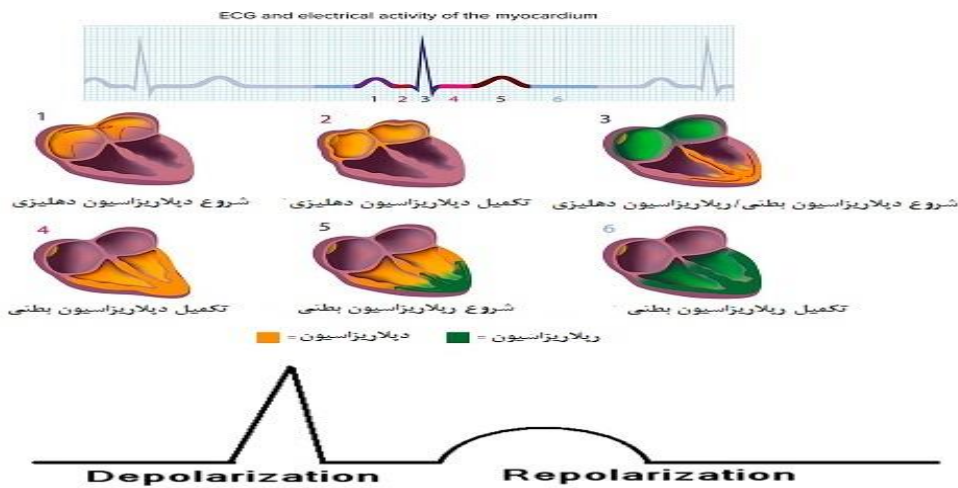 ECG and electrical activity of the myocardium
1 2 3 4 5 6
1 2 3
شروع دپلاریزاسیون دهلیزی تکمیل دپلاریزاسیون دهلیزی شروع دپلاریزاسیون بطنی/رپلاریزاسیون دهلیزی
4 5 6
تکمیل دپلاریزاسیون بطنی شروع رپلاریزاسیون بطنی تکمیل رپلاریزاسیون بطنی
= دپلاریزاسیون = رپلاریزاسیون
Depolarization Repolarization